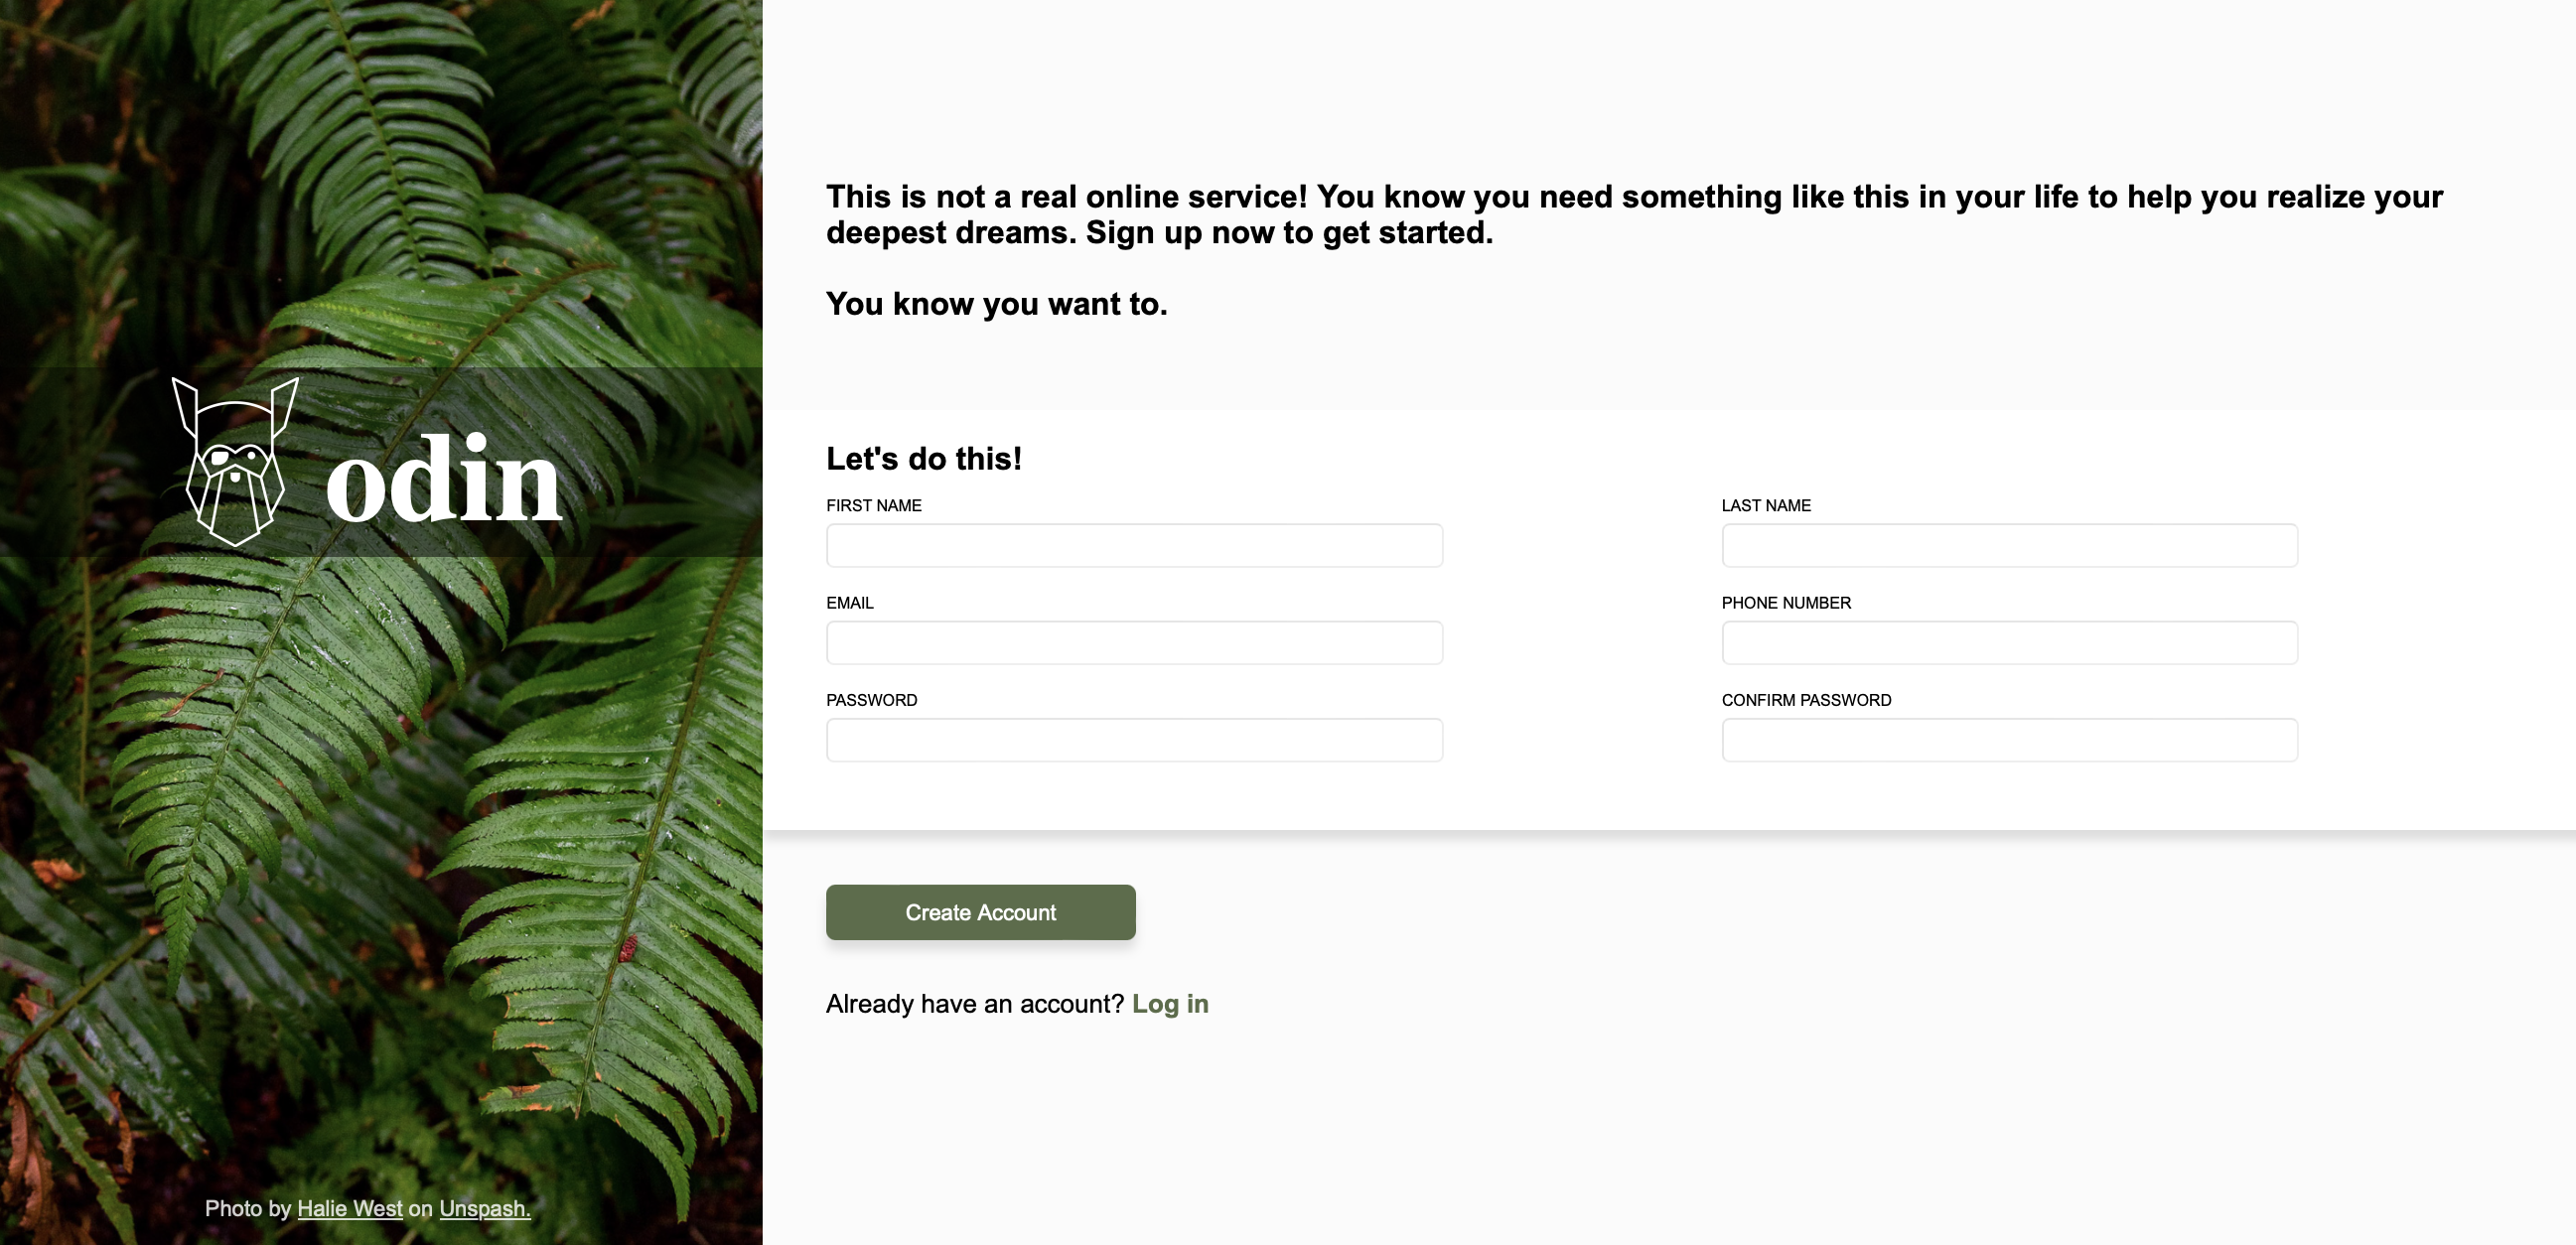 odin
Photo by Halie West on Unspash.
This is not a real online service! You know you need something like this in your life to help you realize your
deepest dreams. Sign up now to get started.
You know you want to.
Let's do this!
FIRST NAME
LAST NAME
EMAIL
PHONE NUMBER
PASSWORD
CONFIRM PASSWORD
Create Account
Already have an account? Log in